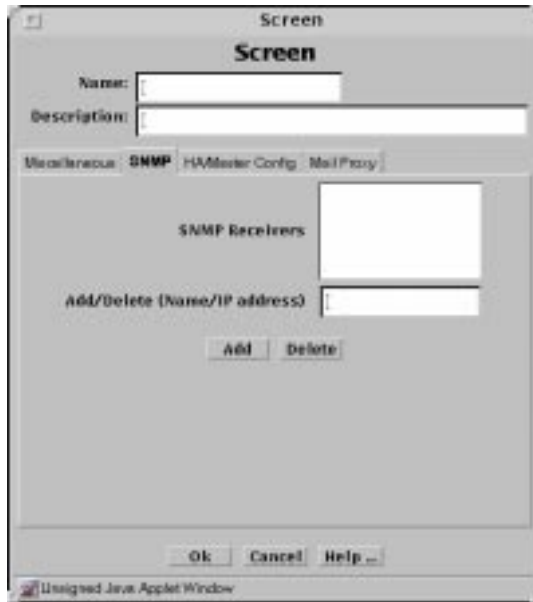 Screen
Screen
Name:
Description:
Miscellaneous SNMP HA/Master Config Mail Proxy
SNMP Receivers
Add/Delete (Name/IP address)
Add Delete
Ok Cancel Help ...
Unsigned Java Applet Window